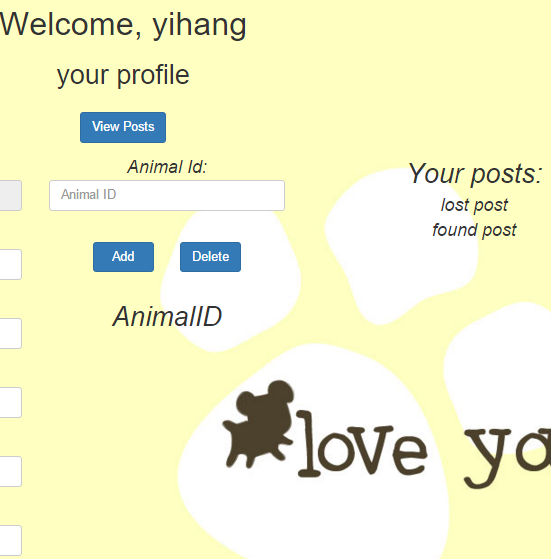 Welcome, yihang
your profile
View Posts
Animal Id:
Animal ID
Add Delete
AnimalID
Your posts:
lost post
found post
love yo